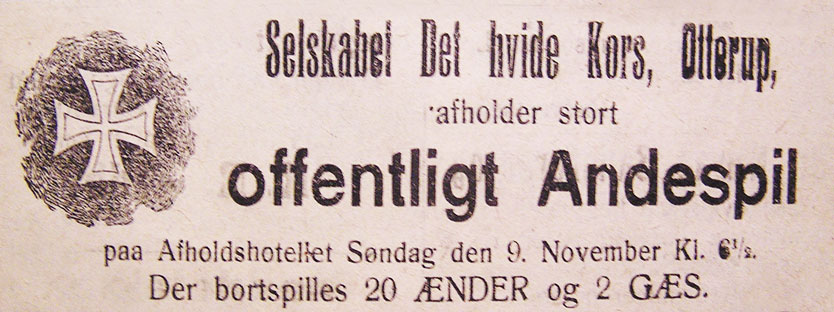 Selskabet Det hvide Kors, Otterup,
afholder stort
offentligt Andespil
paa Afholdshotellet Søndag den 9. November Kl. 6½.
Der bortspilles 20 ÆNDER og 2 GÆS.